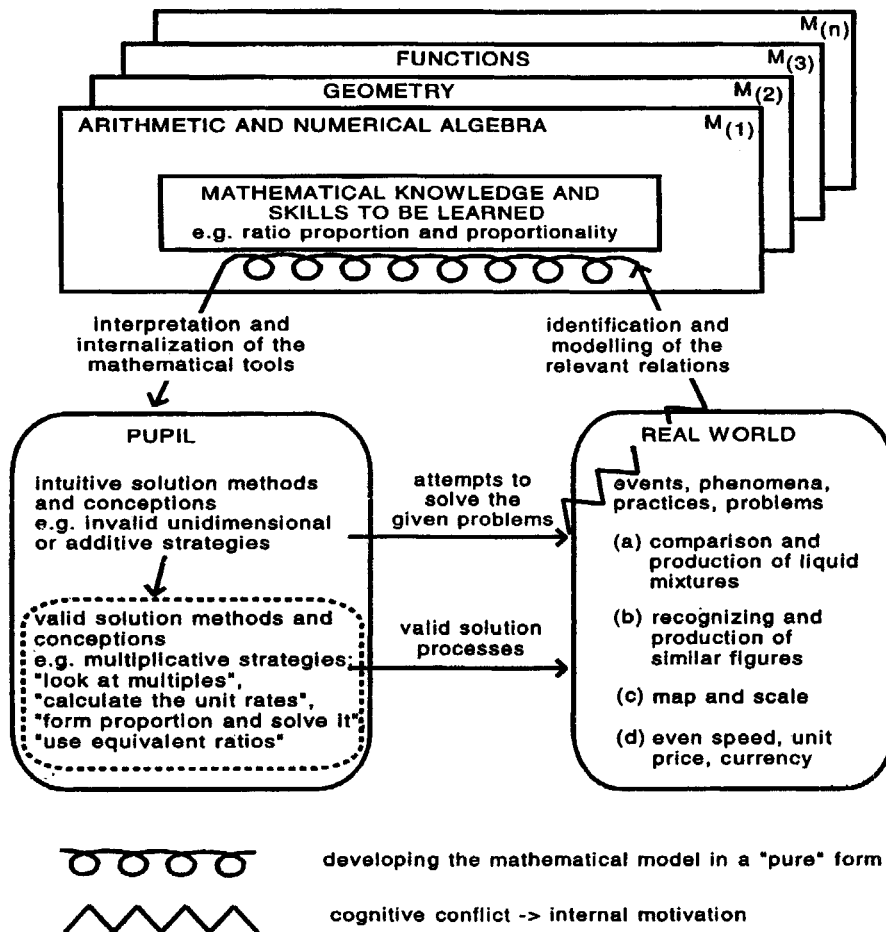 M(n)
FUNCTIONS M(3)
GEOMETRY M(2)
ARITHMETIC AND NUMERICAL ALGEBRA M(1)
MATHEMATICAL KNOWLEDGE AND
SKILLS TO BE LEARNED
e.g. ratio proportion and proportionality
interpretation and
internalization of the
mathematical tools
identification and
modelling of the
relevant relations
PUPIL
intuitive solution methods
and conceptions
e.g. invalid unidimensional
or additive strategies
valid solution methods and
conceptions
e.g. multiplicative strategies:
"look at multiples",
"calculate the unit rates",
"form proportion and solve it"
"use equivalent ratios"
attempts to
solve the
given problems
valid solution
processes
REAL WORLD
events, phenomena,
practices, problems
(a) comparison and
production of liquid
mixtures
(b) recognizing and
production of
similar figures
(c) map and scale
(d) even speed, unit
price, currency
developing the mathematical model in a "pure" form
cognitive conflict -> internal motivation